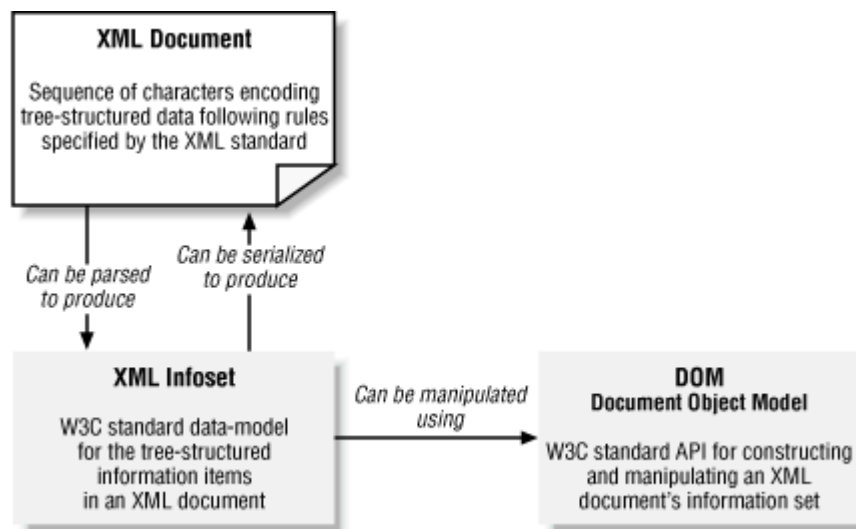 XML Document
Sequence of characters encoding
tree-structured data following rules
specified by the XML standard
Can be parsed
to produce
Can be serialized
to produce
XML Infoset
W3C standard data-model
for the tree-structured
information items
in an XML document
Can be manipulated
using
DOM
Document Object Model
W3C standard API for constructing
and manipulating an XML
document's information set